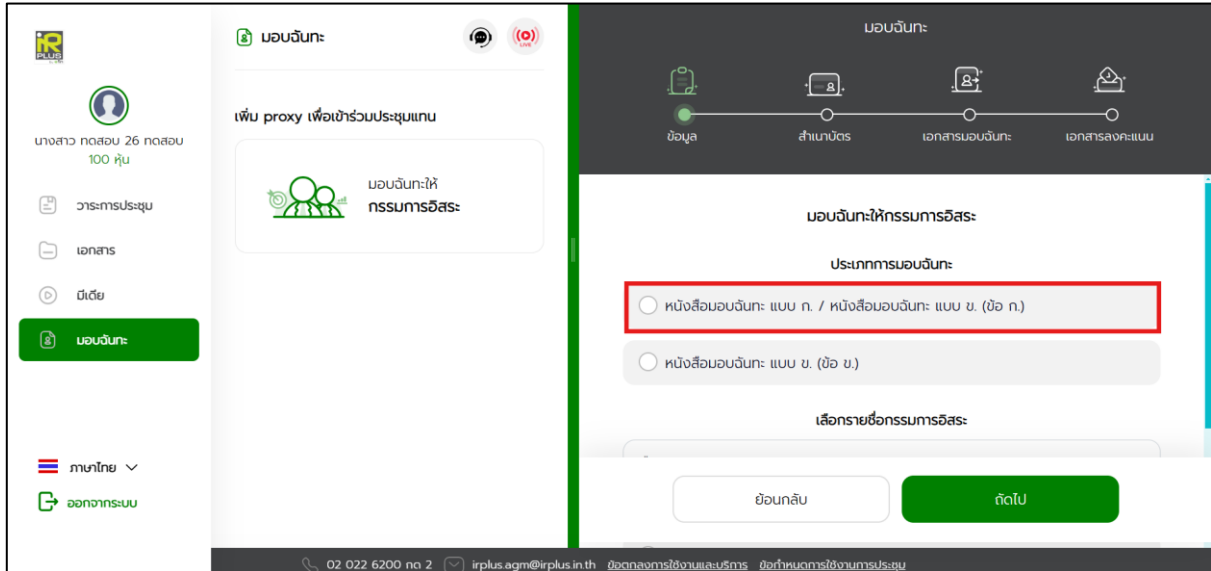 iR
PLUS
นางสาว ทดสอบ 26 ทดสอบ
100 หุ้น
วาระการประชุม
เอกสาร
มีเดีย
มอบฉันทะ
ภาษาไทย
ออกจากระบบ
มอบฉันทะ
LIVE
เพิ่ม proxy เพื่อเข้าร่วมประชุมแทน
มอบฉันทะให้
กรรมการอิสระ
มอบฉันทะ
ข้อมูล
สำเนาบัตร
เอกสารมอบฉันทะ
เอกสารลงคะแนน
มอบฉันทะให้กรรมการอิสระ
ประเภทการมอบฉันทะ
หนังสือมอบฉันทะ แบบ ก. / หนังสือมอบฉันทะ แบบ ข. (ข้อ ก.)
หนังสือมอบฉันทะ แบบ ข. (ข้อ ข.)
เลือกรายชื่อกรรมการอิสระ
ย้อนกลับ
ถัดไป
02 022 6200 กด 2 irplus.agm@irplus.in.th ข้อตกลงการใช้งานและบริการ ข้อกำหนดการใช้งานการประชุม